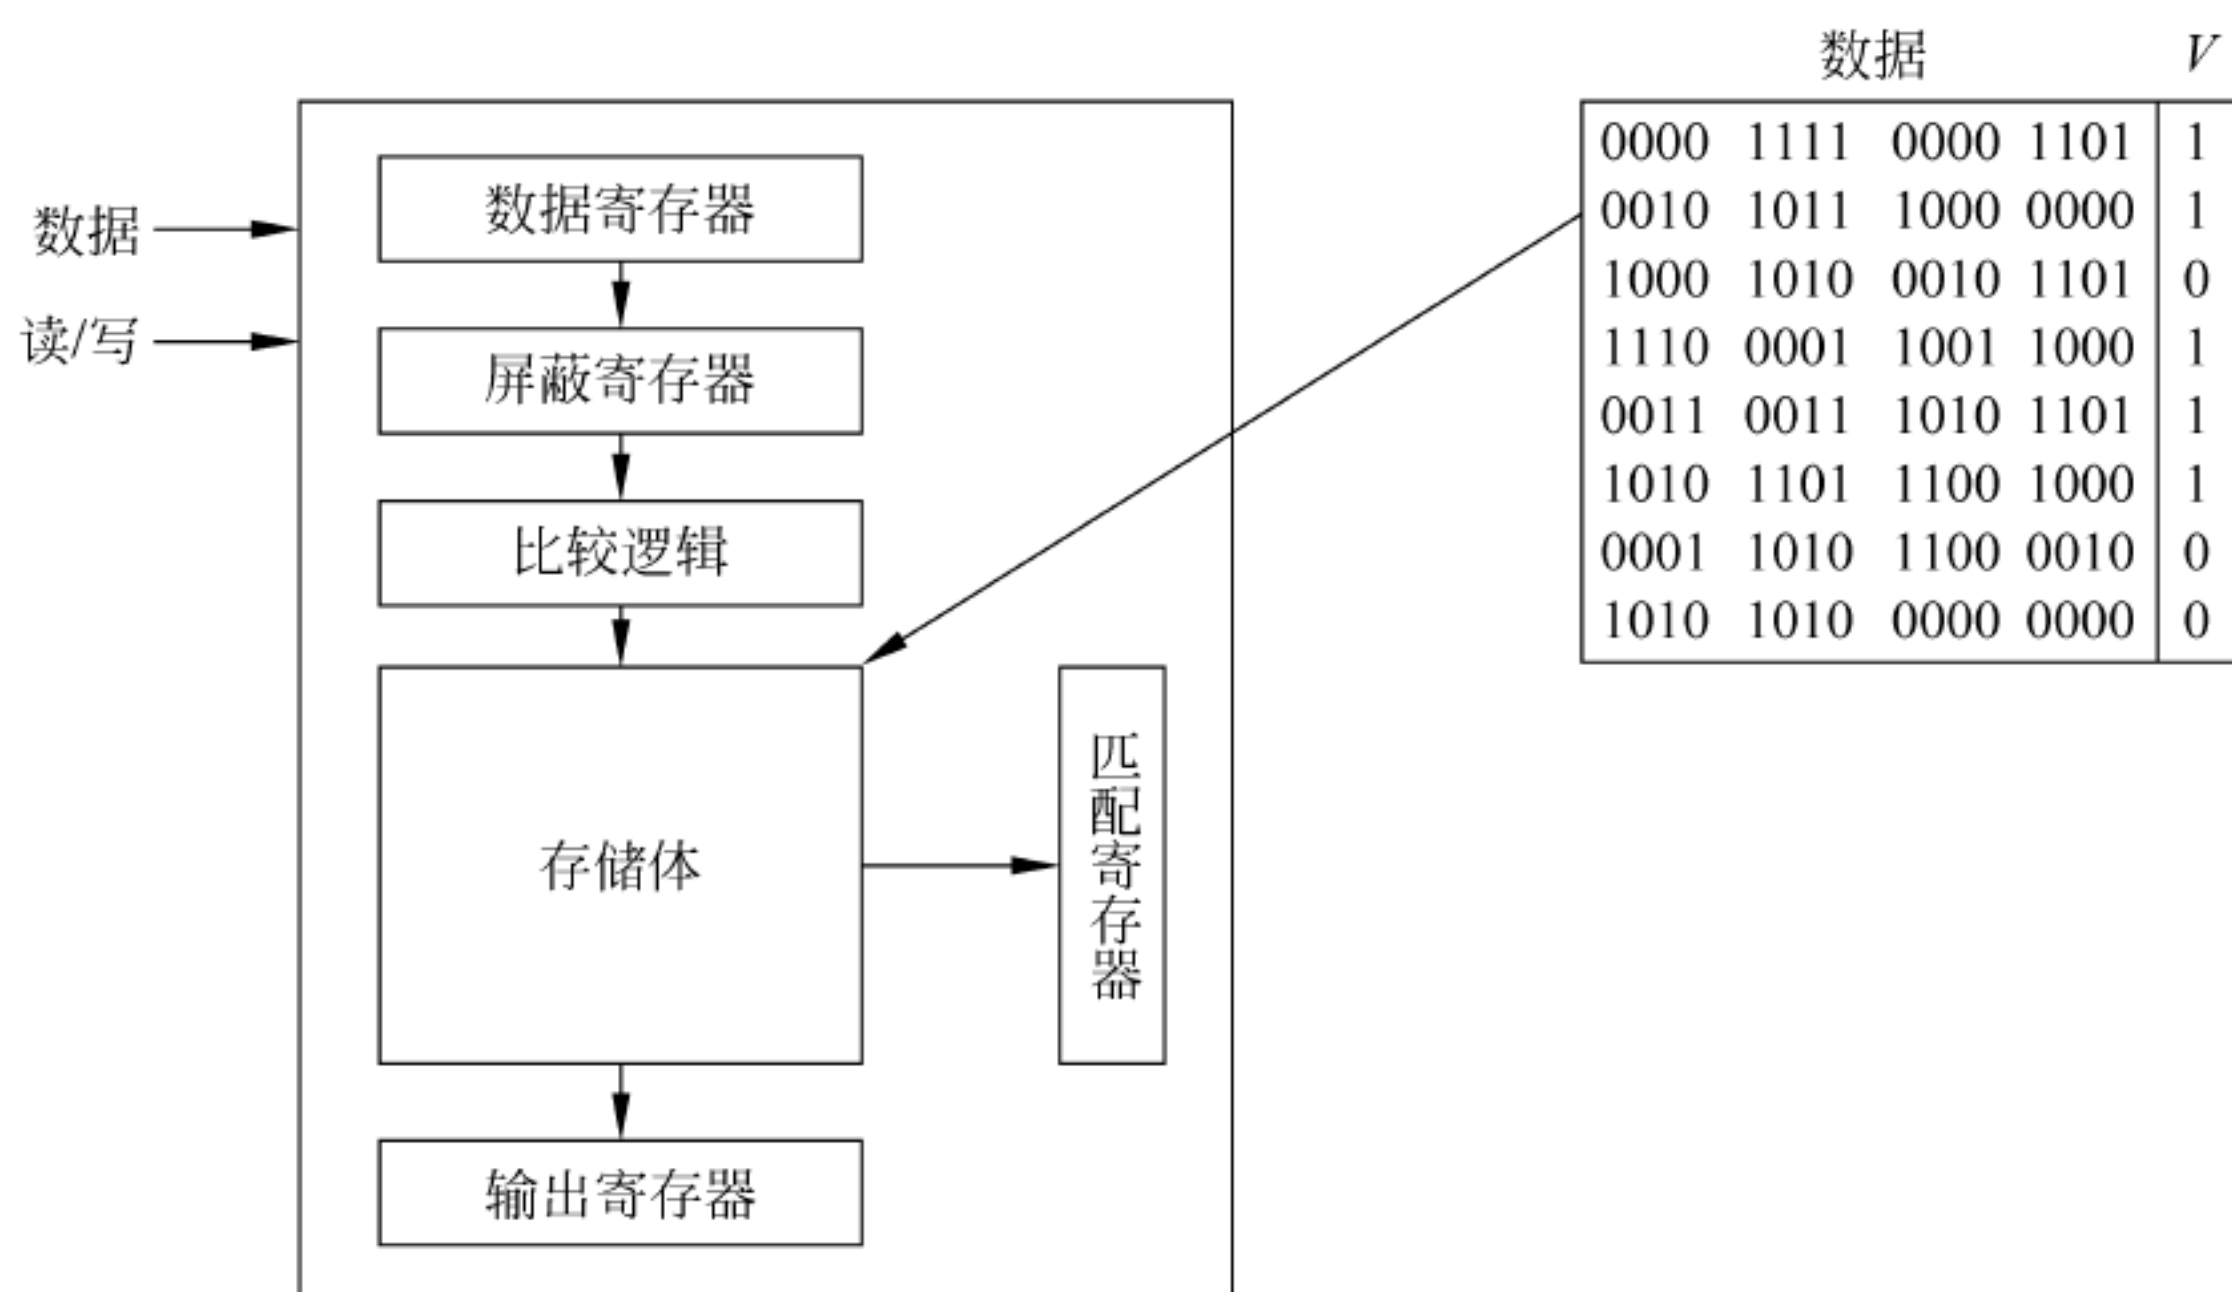 数据 V
数据寄存器
数据
屏蔽寄存器
读/写
比较逻辑
存储体
匹配寄存器
输出寄存器
0000 1111 0000 1101 1
0010 1011 1000 0000 1
1000 1010 0010 1101 0
1110 0001 1001 1000 1
0011 0011 1010 1101 1
1010 1101 1100 1000 1
0001 1010 1100 0010 0
1010 1010 0000 0000 0